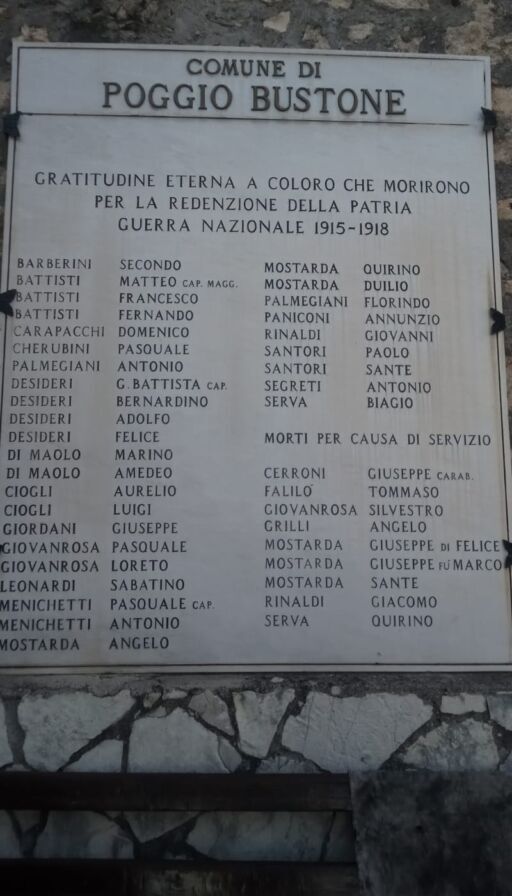 COMUNE DI
POGGIO BUSTONE
GRATITUDINE ETERNA A COLORO CHE MORIRONO
PER LA REDENZIONE DELLA PATRIA
GUERRA NAZIONALE 1915-1918
BARBERINI SECONDO
BATTISTI MATTEO CAP. MAGG.
BATTISTI FRANCESCO
BATTISTI FERNANDO
CARAPACCHI DOMENICO
CHERUBINI PASQUALE
PALMEGIANI ANTONIO
DESIDERI G. BATTISTA CAP.
DESIDERI BERNARDINO
DESIDERI ADOLFO
DESIDERI FELICE
DI MAOLO MARINO
DI MAOLO AMEDEO
CIOGLI AURELIO
CIOGLI LUIGI
GIORDANI GIUSEPPE
GIOVANROSA PASQUALE
GIOVANROSA LORETO
LEONARDI SABATINO
MENICHETTI PASQUALE CAP.
MENICHETTI ANTONIO
MOSTARDA ANGELO
MOSTARDA QUIRINO
MOSTARDA DUILIO
PALMEGIANI FLORINDO
PANICONI ANNUNZIO
RINALDI GIOVANNI
SANTORI PAOLO
SANTORI SANTE
SEGRETI ANTONIO
SERVA BIAGIO
MORTI PER CAUSA DI SERVIZIO
CERRONI GIUSEPPE CARAB.
FALILÒ TOMMASO
GIOVANROSA SILVESTRO
GRILLI ANGELO
MOSTARDA GIUSEPPE DI FELICE
MOSTARDA GIUSEPPE FU MARCO
MOSTARDA SANTE
RINALDI GIACOMO
SERVA QUIRINO